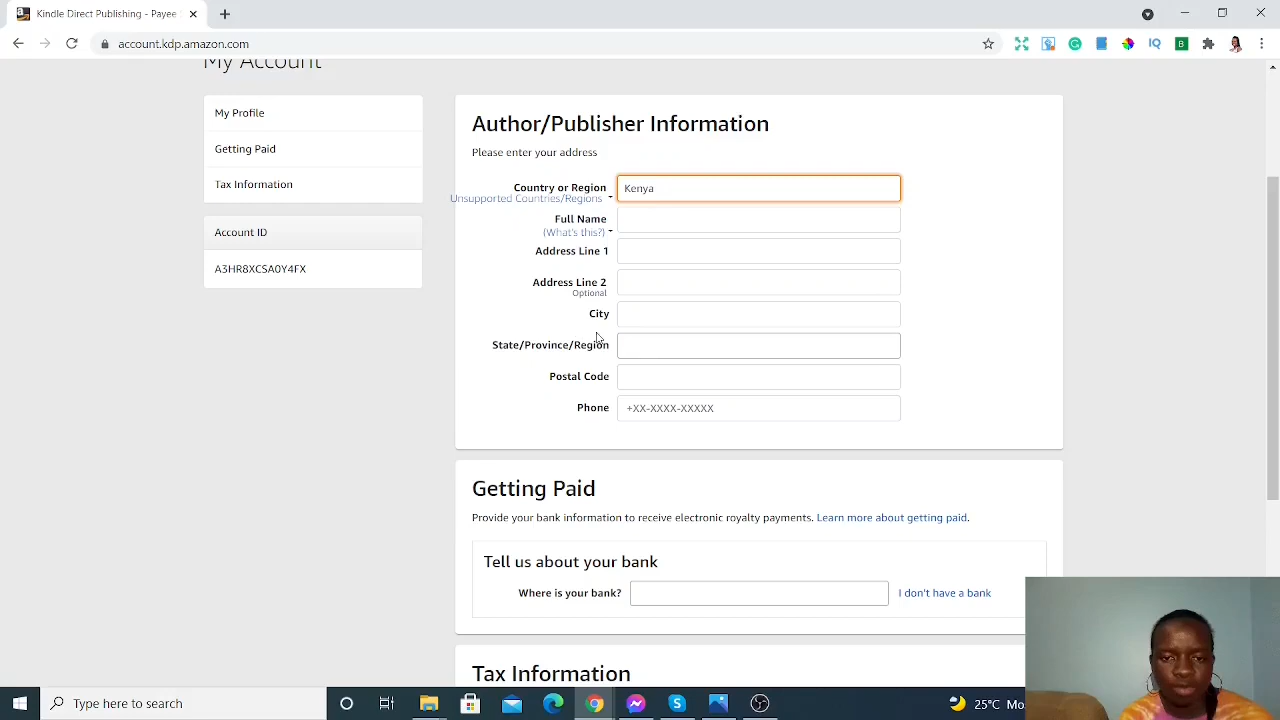 Kindle Direct Publishing - Payee
account.kdp.amazon.com
IQ
B
My Account
My Profile
Getting Paid
Tax Information
Account ID
A3HR8XCSA0Y4FX
Author/Publisher Information
Please enter your address
Country or Region
Kenya
Unsupported Countries/Regions
Full Name
(What's this?)
Address Line 1
Address Line 2
Optional
City
State/Province/Region
Postal Code
Phone
+XX-XXXX-XXXXX
Getting Paid
Provide your bank information to receive electronic royalty payments. Learn more about getting paid.
Tell us about your bank
Where is your bank?
I don't have a bank
Tax Information
Type here to search
25°C Mo